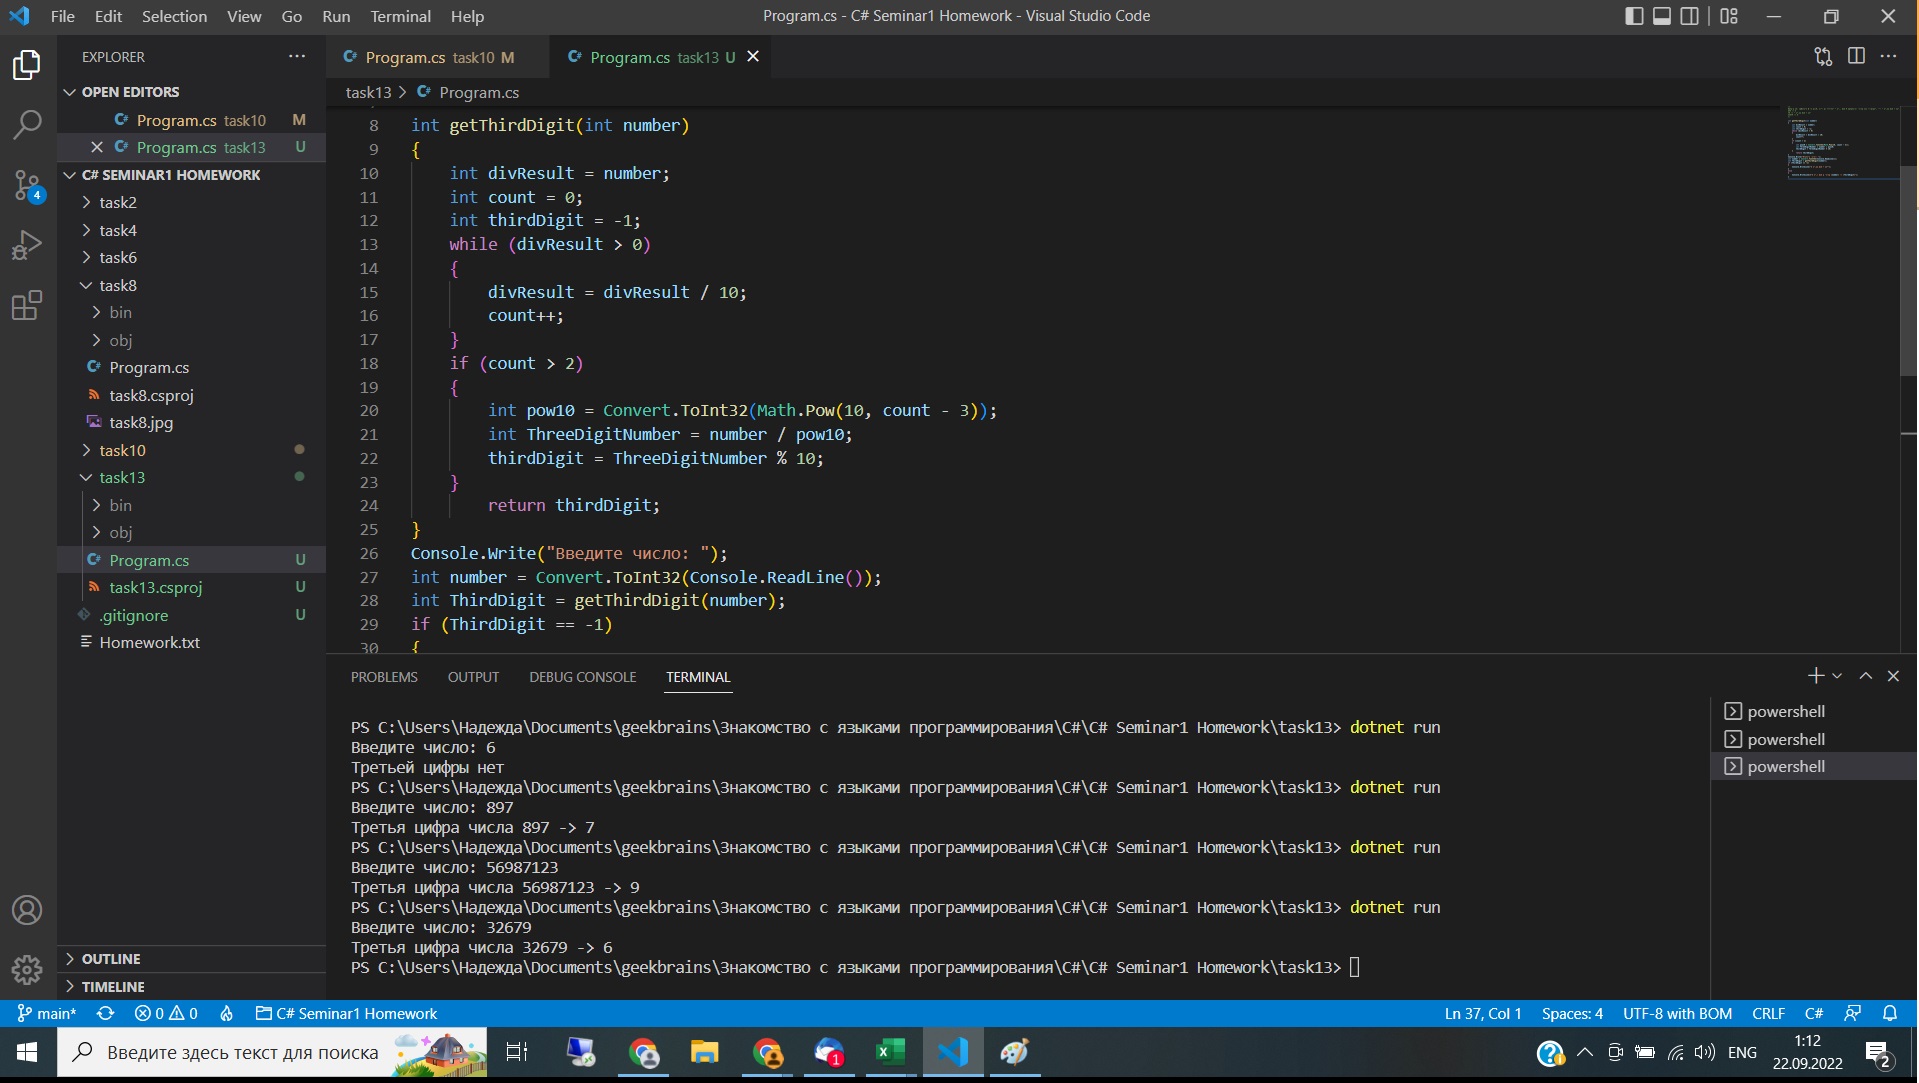 File Edit Selection View Go Run Terminal Help
Program.cs - C# Seminar1 Homework - Visual Studio Code
EXPLORER
OPEN EDITORS
Program.cs task10 M
Program.cs task13 U
C# SEMINAR1 HOMEWORK
task2
task4
task6
task8
bin
obj
Program.cs
task8.csproj
task8.jpg
task10
task13
bin
obj
Program.cs U
task13.csproj U
.gitignore U
Homework.txt
OUTLINE
TIMELINE
4
Program.cs task10 M
Program.cs task13 U
task13 > Program.cs
8 int getThirdDigit(int number)
9 {
10 int divResult = number;
11 int count = 0;
12 int thirdDigit = -1;
13 while (divResult > 0)
14 {
15 divResult = divResult / 10;
16 count++;
17 }
18 if (count > 2)
19 {
20 int pow10 = Convert.ToInt32(Math.Pow(10, count - 3));
21 int ThreeDigitNumber = number / pow10;
22 thirdDigit = ThreeDigitNumber % 10;
23 }
24 return thirdDigit;
25 }
26 Console.Write("Введите число: ");
27 int number = Convert.ToInt32(Console.ReadLine());
28 int ThirdDigit = getThirdDigit(number);
29 if (ThirdDigit == -1)
30 {
PROBLEMS OUTPUT DEBUG CONSOLE TERMINAL
PS C:\Users\Надежда\Documents\geekbrains\Знакомство с языками программирования\C#\C# Seminar1 Homework\task13> dotnet run
Введите число: 6
Третьей цифры нет
PS C:\Users\Надежда\Documents\geekbrains\Знакомство с языками программирования\C#\C# Seminar1 Homework\task13> dotnet run
Введите число: 897
Третья цифра числа 897 -> 7
PS C:\Users\Надежда\Documents\geekbrains\Знакомство с языками программирования\C#\C# Seminar1 Homework\task13> dotnet run
Введите число: 56987123
Третья цифра числа 56987123 -> 9
PS C:\Users\Надежда\Documents\geekbrains\Знакомство с языками программирования\C#\C# Seminar1 Homework\task13> dotnet run
Введите число: 32679
Третья цифра числа 32679 -> 6
PS C:\Users\Надежда\Documents\geekbrains\Знакомство с языками программирования\C#\C# Seminar1 Homework\task13>
powershell
powershell
powershell
main* 0 0 C# Seminar1 Homework
Ln 37, Col 1 Spaces: 4 UTF-8 with BOM CRLF C#
Введите здесь текст для поиска
1
ENG
1:12
22.09.2022
2